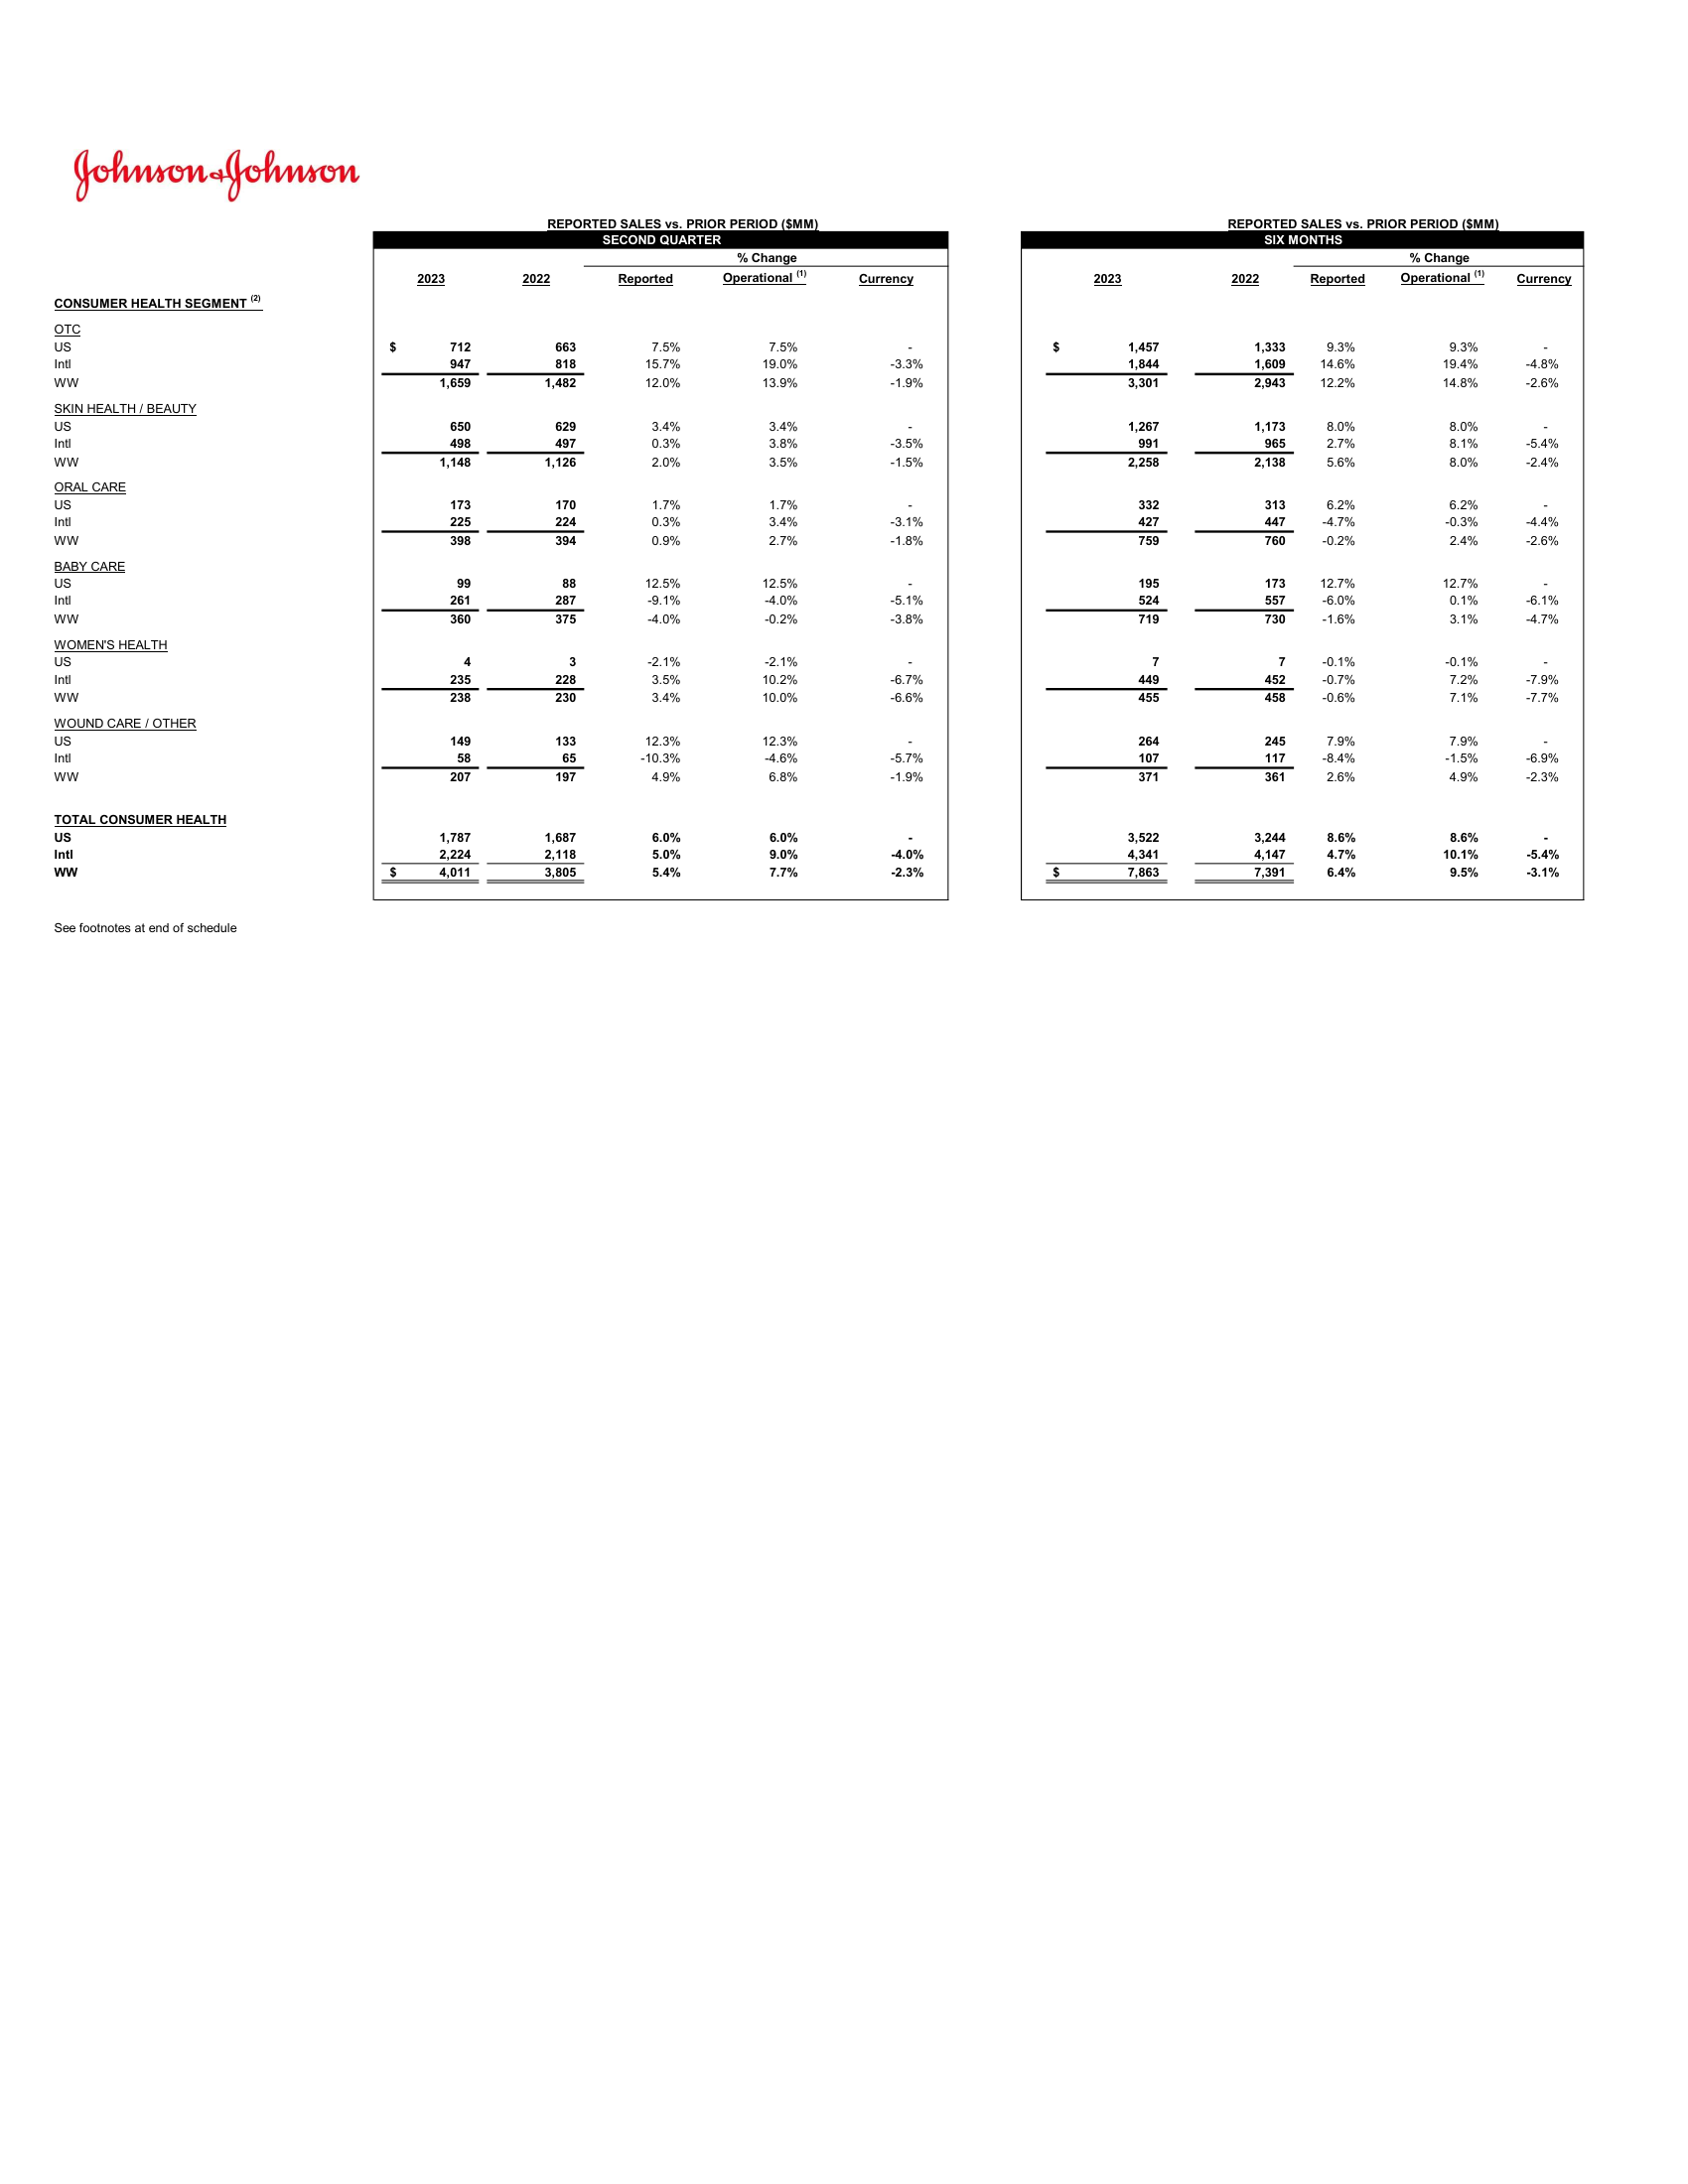 Johnson & Johnson
REPORTED SALES vs. PRIOR PERIOD ($MM) REPORTED SALES vs. PRIOR PERIOD ($MM)
SECOND QUARTER SIX MONTHS
% Change % Change
2023 2022 Reported Operational (1) Currency 2023 2022 Reported Operational (1) Currency
CONSUMER HEALTH SEGMENT (2)
OTC
US $ 712 663 7.5% 7.5% - $ 1,457 1,333 9.3% 9.3% -
Intl 947 818 15.7% 19.0% -3.3% 1,844 1,609 14.6% 19.4% -4.8%
WW 1,659 1,482 12.0% 13.9% -1.9% 3,301 2,943 12.2% 14.8% -2.6%
SKIN HEALTH / BEAUTY
US 650 629 3.4% 3.4% - 1,267 1,173 8.0% 8.0% -
Intl 498 497 0.3% 3.8% -3.5% 991 965 2.7% 8.1% -5.4%
WW 1,148 1,126 2.0% 3.5% -1.5% 2,258 2,138 5.6% 8.0% -2.4%
ORAL CARE
US 173 170 1.7% 1.7% - 332 313 6.2% 6.2% -
Intl 225 224 0.3% 3.4% -3.1% 427 447 -4.7% -0.3% -4.4%
WW 398 394 0.9% 2.7% -1.8% 759 760 -0.2% 2.4% -2.6%
BABY CARE
US 99 88 12.5% 12.5% - 195 173 12.7% 12.7% -
Intl 261 287 -9.1% -4.0% -5.1% 524 557 -6.0% 0.1% -6.1%
WW 360 375 -4.0% -0.2% -3.8% 719 730 -1.6% 3.1% -4.7%
WOMEN'S HEALTH
US 4 3 -2.1% -2.1% - 7 7 -0.1% -0.1% -
Intl 235 228 3.5% 10.2% -6.7% 449 452 -0.7% 7.2% -7.9%
WW 238 230 3.4% 10.0% -6.6% 455 458 -0.6% 7.1% -7.7%
WOUND CARE / OTHER
US 149 133 12.3% 12.3% - 264 245 7.9% 7.9% -
Intl 58 65 -10.3% -4.6% -5.7% 107 117 -8.4% -1.5% -6.9%
WW 207 197 4.9% 6.8% -1.9% 371 361 2.6% 4.9% -2.3%
TOTAL CONSUMER HEALTH
US 1,787 1,687 6.0% 6.0% - 3,522 3,244 8.6% 8.6% -
Intl 2,224 2,118 5.0% 9.0% -4.0% 4,341 4,147 4.7% 10.1% -5.4%
WW $ 4,011 3,805 5.4% 7.7% -2.3% $ 7,863 7,391 6.4% 9.5% -3.1%
See footnotes at end of schedule